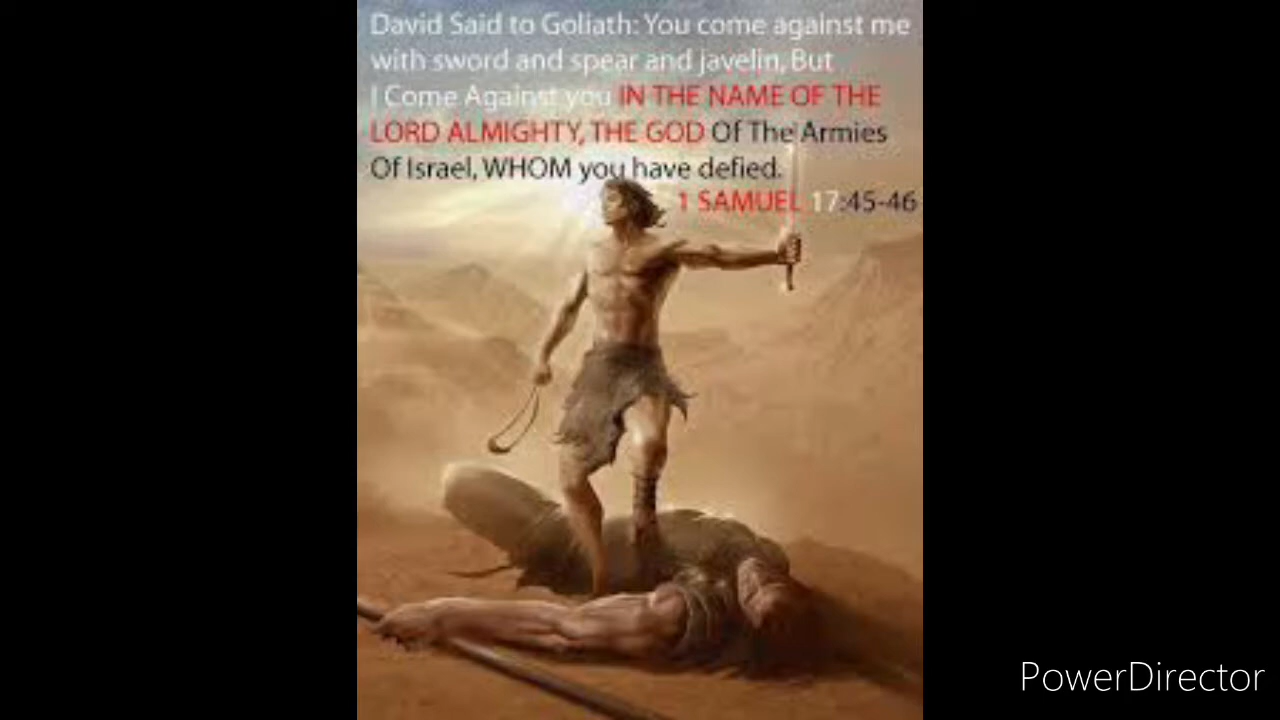 David Said to Goliath: You come against me
with sword and spear and javelin, But
I Come Against you IN THE NAME OF THE
LORD ALMIGHTY, THE GOD Of The Armies
Of Israel, WHOM you have defied.
1 SAMUEL 17:45-46
PowerDirector